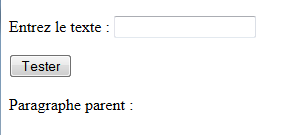 Entrez le texte :
Tester
Paragraphe parent :